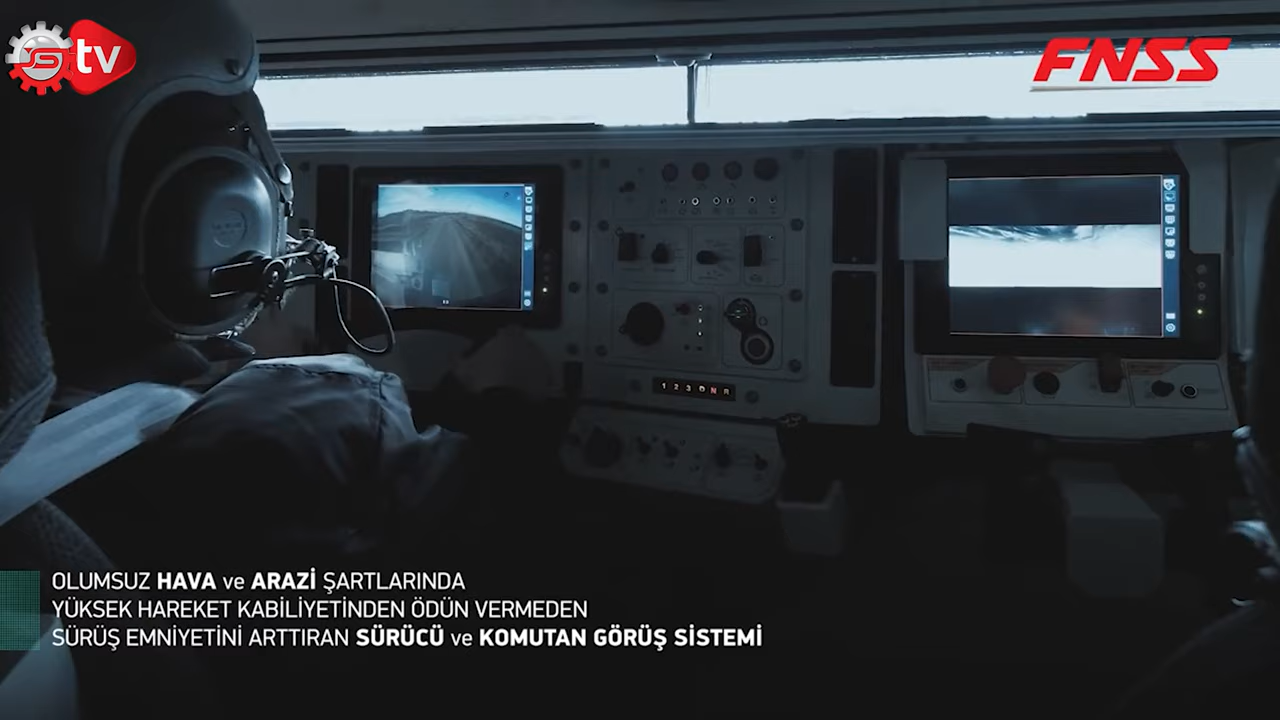 tv
FNSS
1 2 3 D N R
OLUMSUZ HAVA ve ARAZİ ŞARTLARINDA
YÜKSEK HAREKET KABİLİYETİNDEN ÖDÜN VERMEDEN
SÜRÜŞ EMNİYETİNİ ARTTIRAN SÜRÜCÜ ve KOMUTAN GÖRÜŞ SİSTEMİ